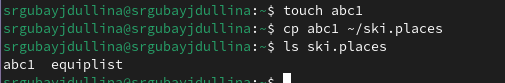 srgubayjdullina@srgubayjdullina:~$ touch abc1
srgubayjdullina@srgubayjdullina:~$ cp abc1 ~/ski.places
srgubayjdullina@srgubayjdullina:~$ ls ski.places
abc1  equiplist
srgubayjdullina@srgubayjdullina:~$